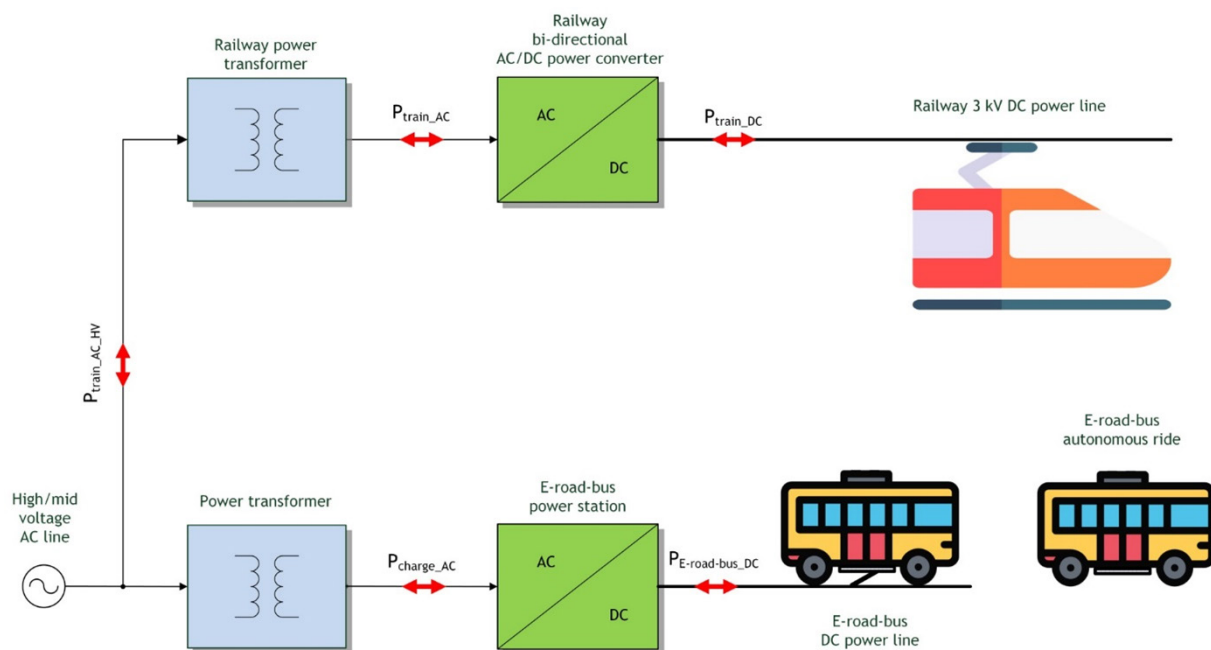 Railway power
transformer
Railway
bi-directional
AC/DC power converter
P_train_AC
AC
DC
P_train_DC
Railway 3 kV DC power line
P_train_AC_HV
High/mid
voltage
AC line
Power transformer
P_charge_AC
E-road-bus
power station
AC
DC
P_E-road-bus_DC
E-road-bus
DC power line
E-road-bus
autonomous ride